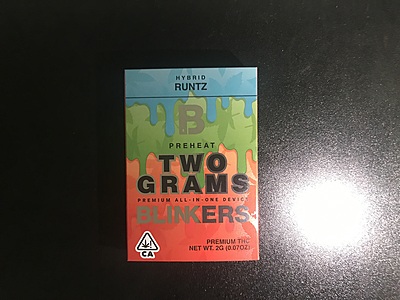 HYBRID
RUNTZ
B
PREHEAT
TWO
GRAMS
PREMIUM ALL-IN-ONE DEVICE
BLINKERS
PREMIUM THC
NET WT. 2G (0.07OZ)
CA